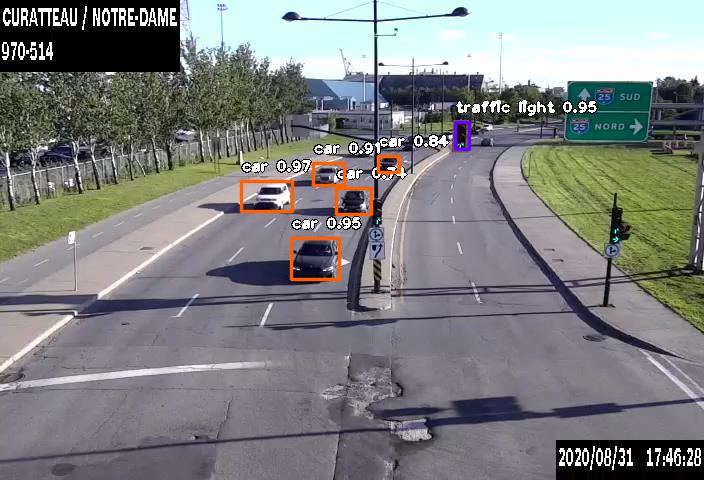 CURATTEAU / NOTRE-DAME
970-514
traffic light 0.95
25 SUD
25 NORD
car 0.91
car 0.84
car 0.97
car 0.74
car 0.95
2020/08/31 17:46:28